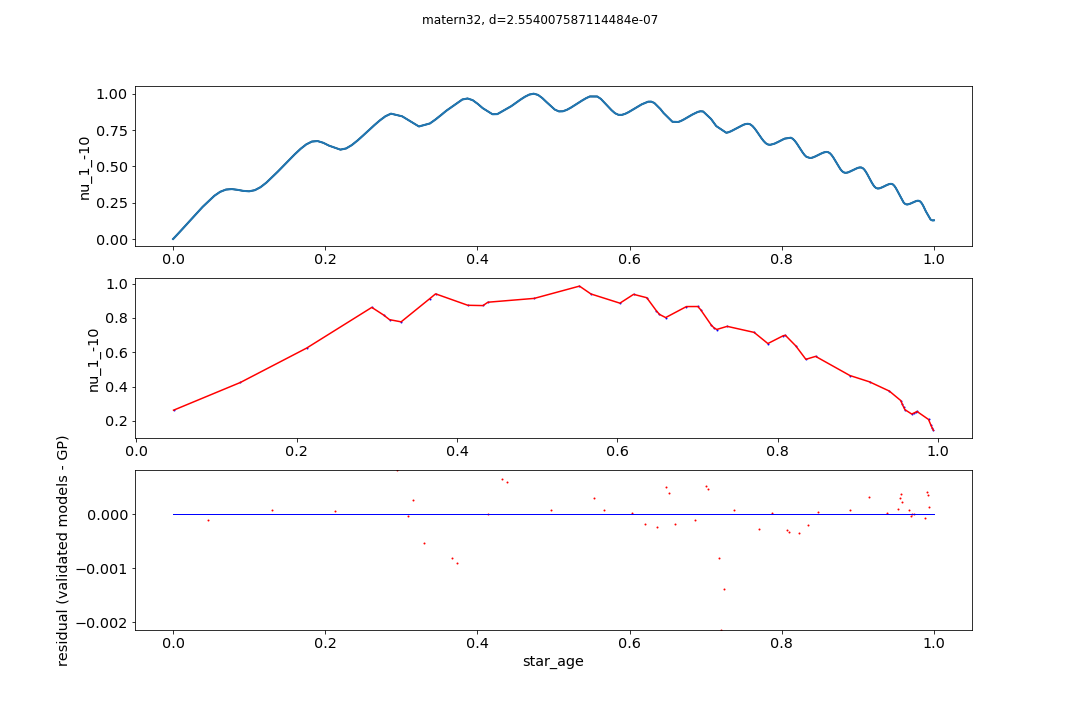 matern32, d=2.554007587114484e-07
1.00
0.75
0.50
0.25
0.00
nu_1_-10
0.0 0.2 0.4 0.6 0.8 1.0
1.0
0.8
0.6
0.4
0.2
nu_1_-10
0.0 0.2 0.4 0.6 0.8 1.0
0.000
−0.001
−0.002
residual (validated models - GP)
0.0 0.2 0.4 0.6 0.8 1.0
star_age